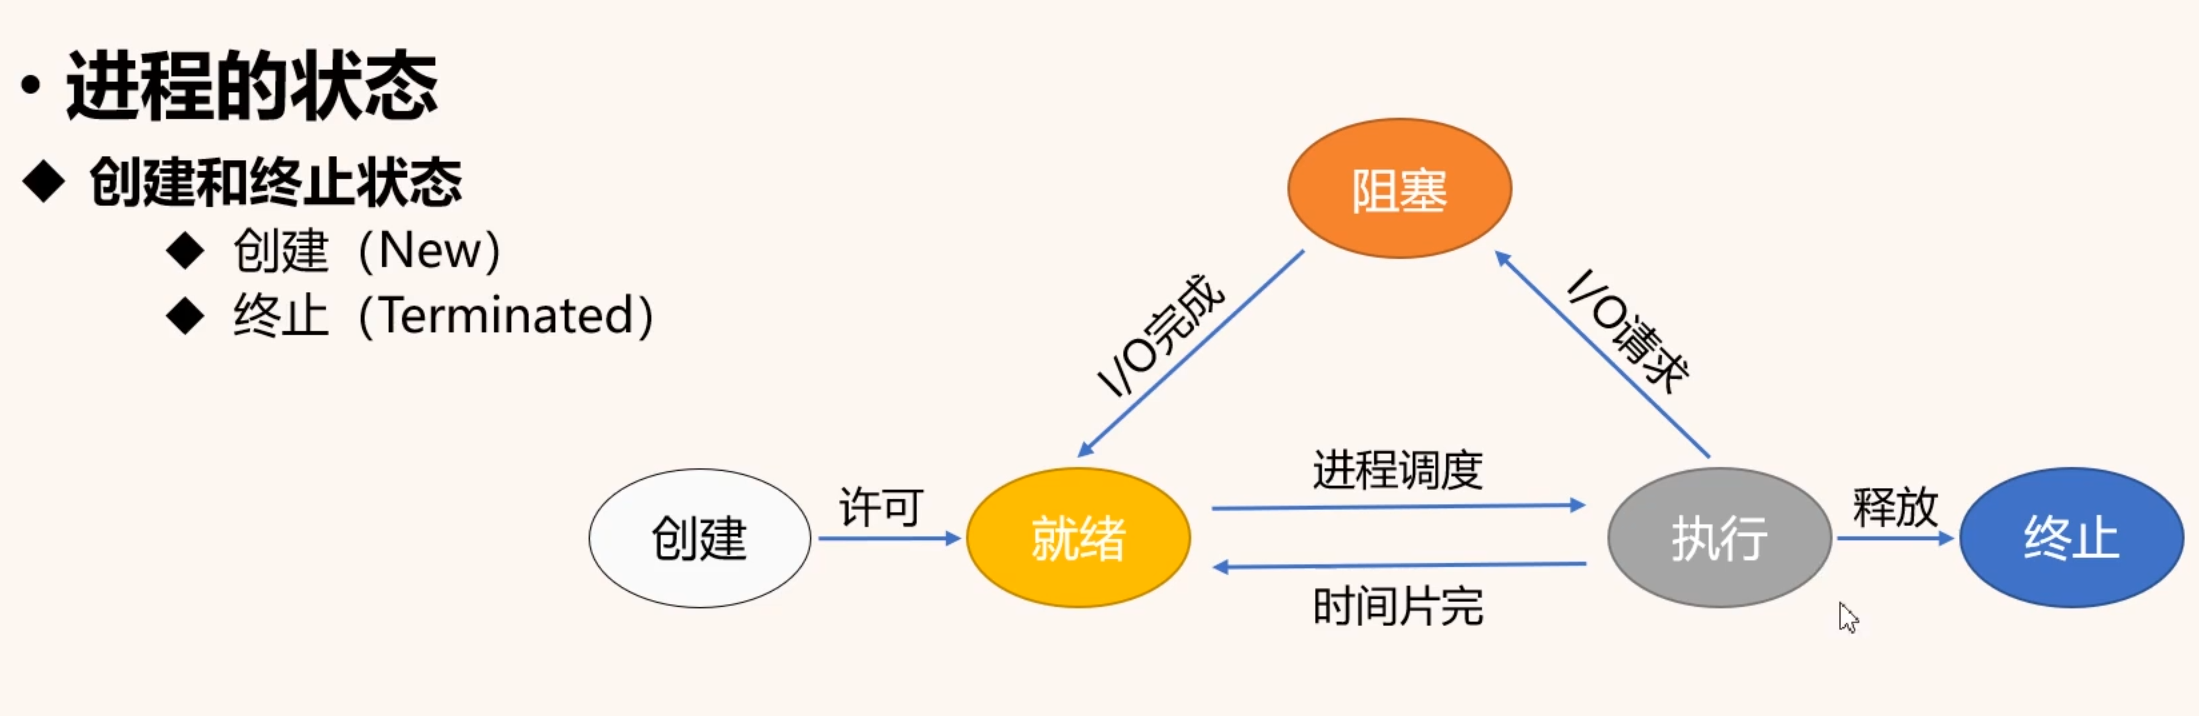 • 进程的状态
◆ 创建和终止状态
◆ 创建（New）
◆ 终止（Terminated）
阻塞
I/O完成
I/O请求
进程调度
创建
许可
就绪
执行
释放
终止
时间片完